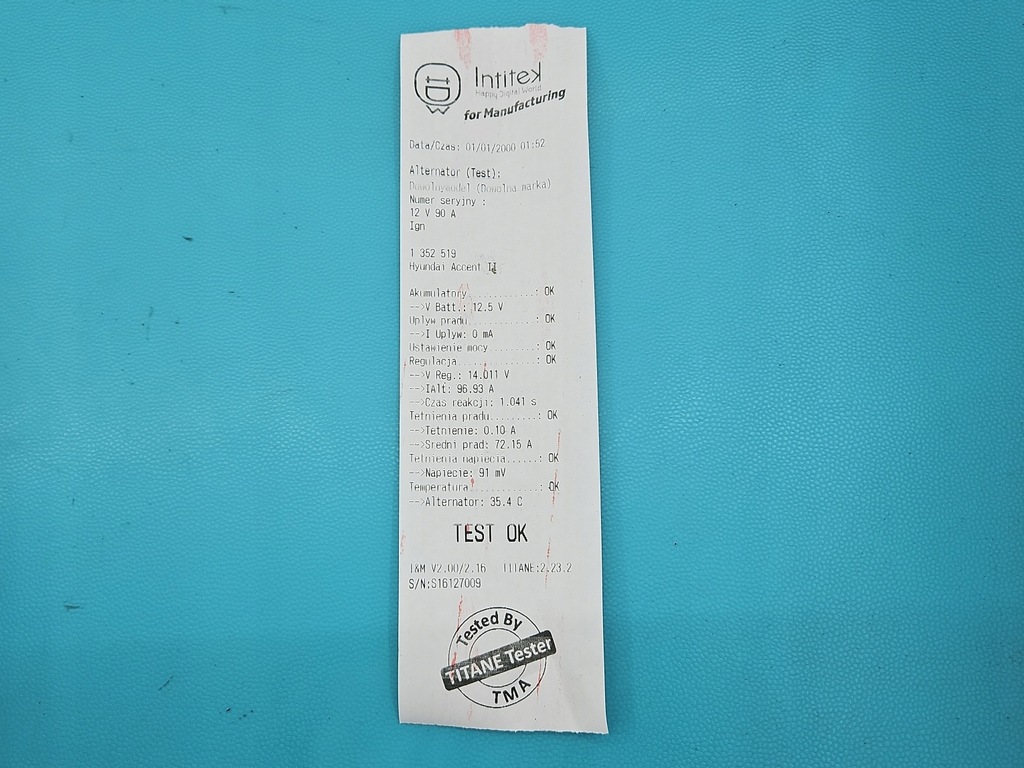 Intitek
Happy Digital World
for Manufacturing
Data/Czas: 01/01/2000 01:52
Alternator (Test):
Dowolnymodel (Dowolna marka)
Numer seryjny :
12 V 90 A
Ign
1 352 519
Hyundai Accent II
Akumulatory............: OK
-->V Batt.: 12.5 V
Uplyw pradu............: OK
-->I Uplyw: 0 mA
Ustawienie mocy........: OK
Regulacja..............: OK
-->V Reg.: 14.011 V
-->IAlt: 96.93 A
-->Czas reakcji: 1.041 s
Tetnienia pradu........: OK
-->Tetnienie: 0.10 A
-->Sredni prad: 72.15 A
Tetnienia napiecia......: OK
-->Napiecie: 91 mV
Temperatura............: OK
-->Alternator: 35.4 C
TEST OK
T&M V2.00/2.16 TITANE:2.23.2
S/N:S16127009
Tested By
TITANE Tester
TMA